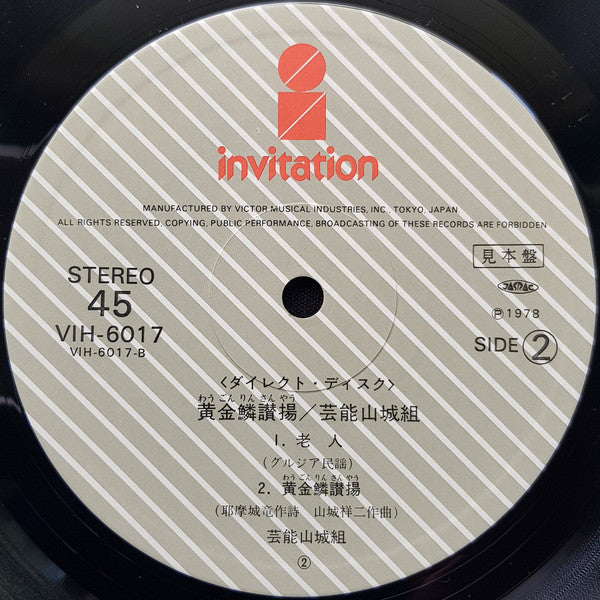 invitation
MANUFACTURED BY VICTOR MUSICAL INDUSTRIES, INC., TOKYO, JAPAN.
ALL RIGHTS RESERVED, COPYING, PUBLIC PERFORMANCE, BROADCASTING OF THESE RECORDS ARE FORBIDDEN
STEREO
45
VIH-6017
VIH-6017-B
見本盤
JASRAC
Ⓟ1978
SIDE ②
〈ダイレクト・ディスク〉
わうごんりんさんやう
黄金鱗讃揚／芸能山城組
1. 老 人
(グルジア民謡)
わうごんりんさんやう
2. 黄金鱗讃揚
(耶摩城竜作詩 山城祥二作曲)
芸能山城組
②